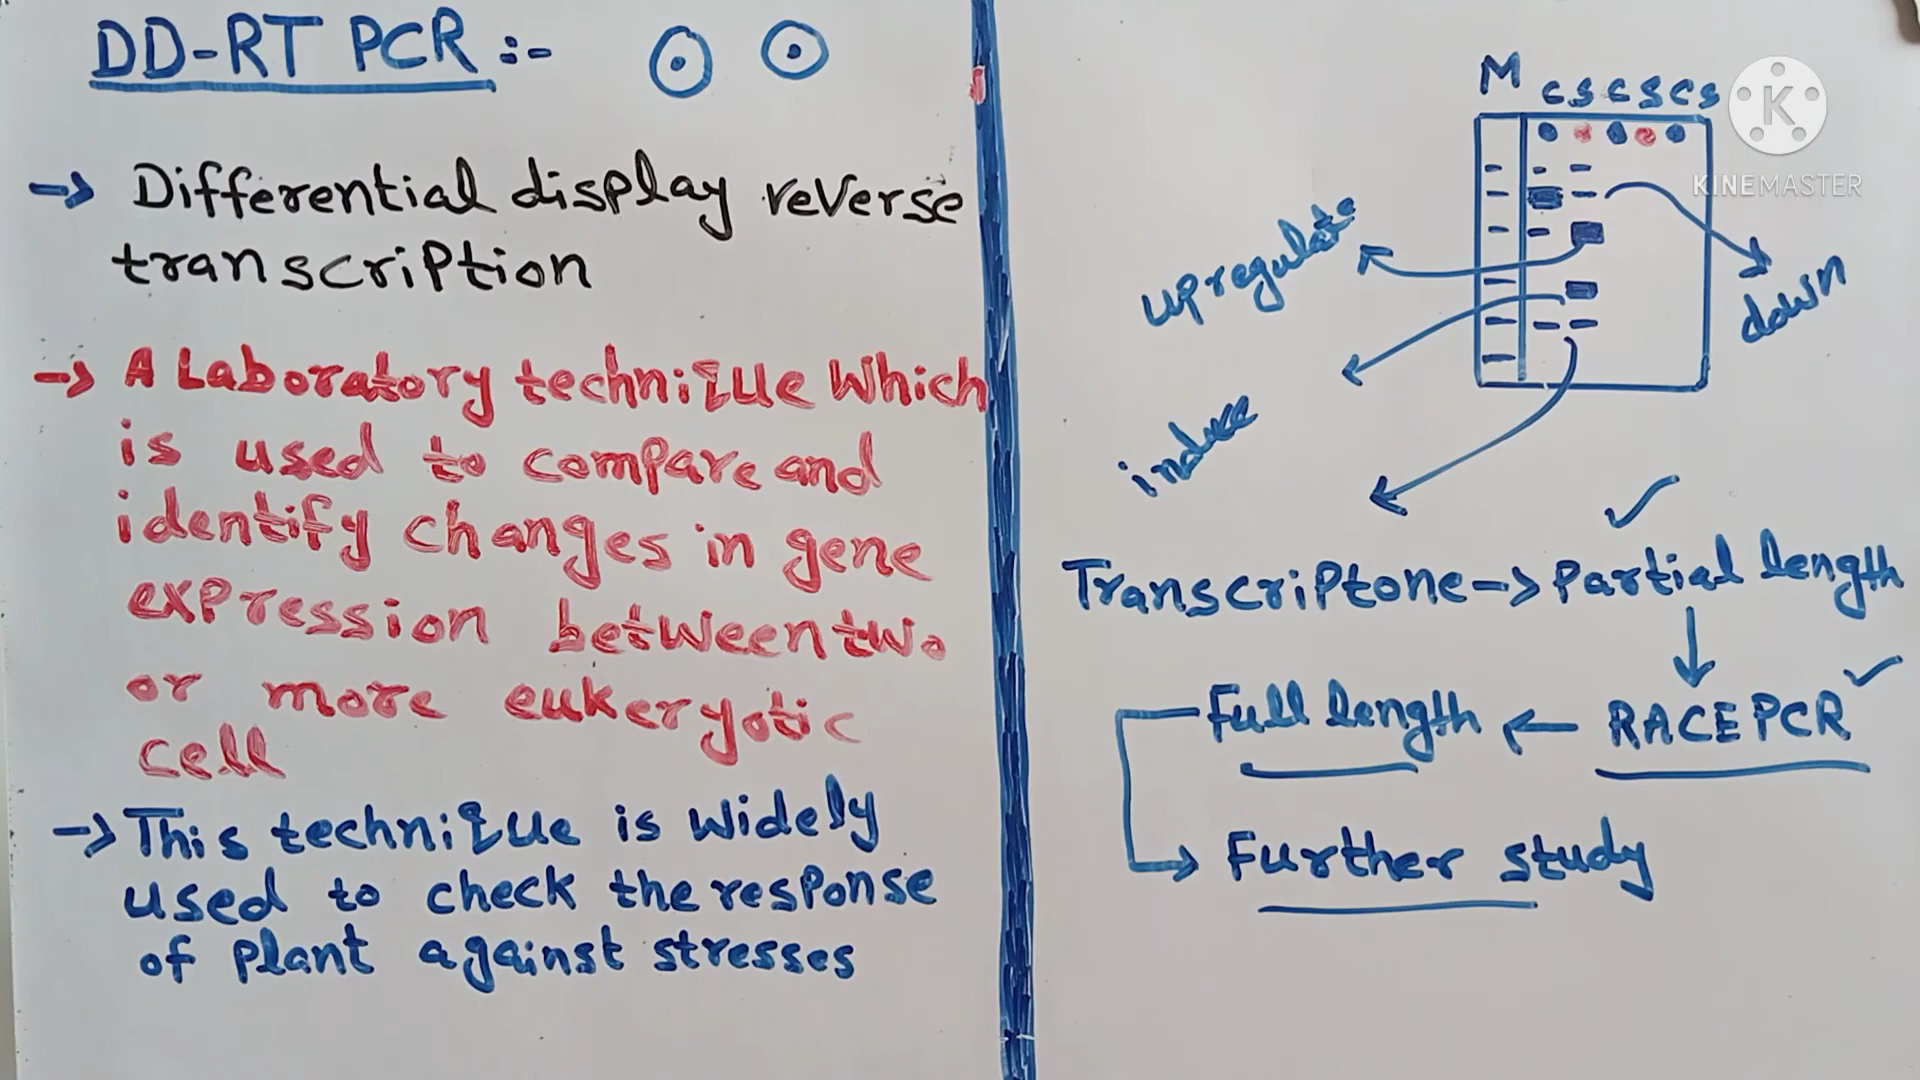 DD-RT PCR :-
→ Differential display reverse
transcription
→ A Laboratory technique which
is used to compare and
identify changes in gene
expression between two
or more eukeryotic
cell
→ This technique is widely
used to check the response
of plant against stresses
M c s c s c s
KINEMASTER
upregulate
down
induce
Transcriptone → Partial length
Full length ← RACE PCR
Further study